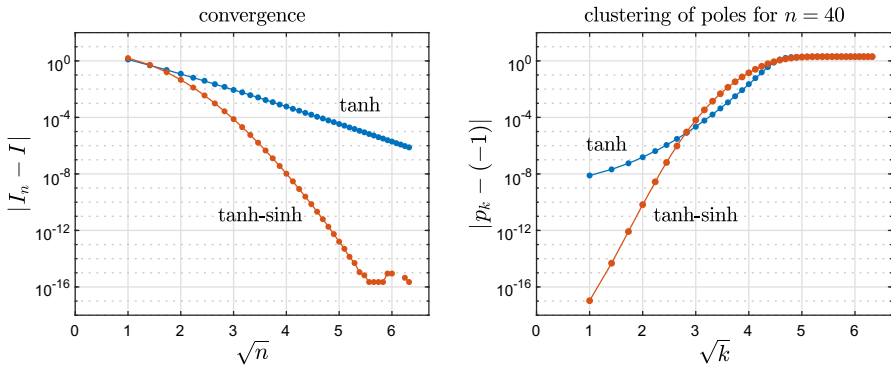 convergence
|I_n − I|
10^0
10^-4
10^-8
10^-12
10^-16
tanh
tanh-sinh
0 1 2 3 4 5 6
√n
clustering of poles for n = 40
|p_k − (−1)|
10^0
10^-4
10^-8
10^-12
10^-16
tanh
tanh-sinh
0 1 2 3 4 5 6
√k